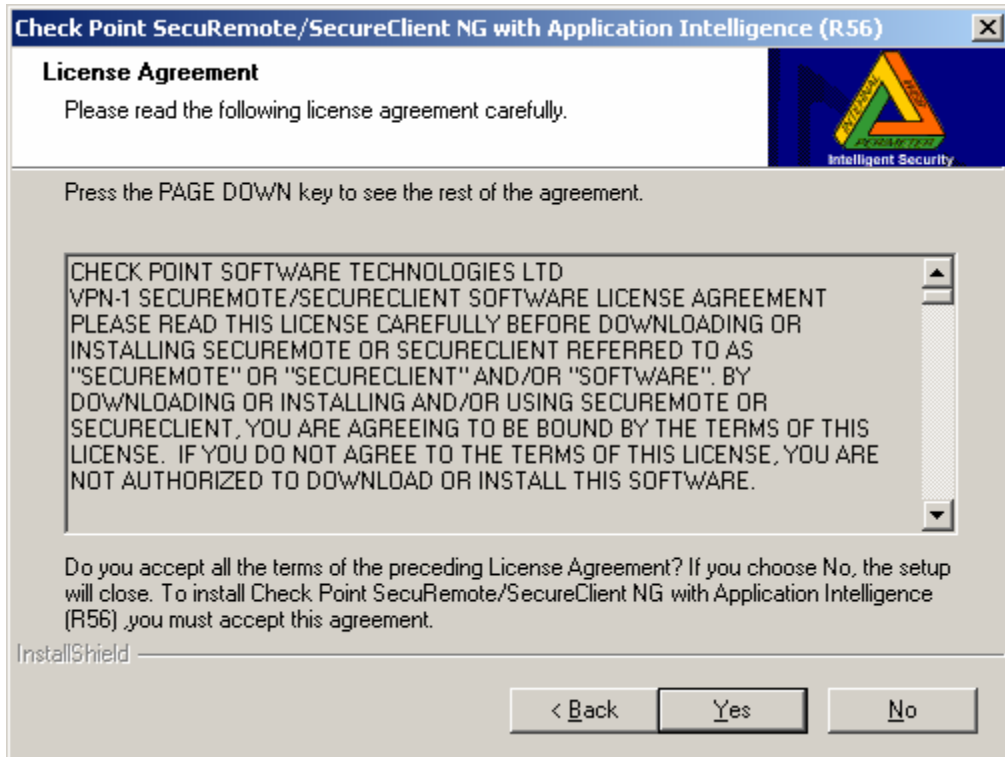 Check Point SecuRemote/SecureClient NG with Application Intelligence (R56)
License Agreement
Please read the following license agreement carefully.
INTERNAL
WEB
PERIMETER
Intelligent Security
Press the PAGE DOWN key to see the rest of the agreement.
CHECK POINT SOFTWARE TECHNOLOGIES LTD
VPN-1 SECUREMOTE/SECURECLIENT SOFTWARE LICENSE AGREEMENT
PLEASE READ THIS LICENSE CAREFULLY BEFORE DOWNLOADING OR
INSTALLING SECUREMOTE OR SECURECLIENT REFERRED TO AS
"SECUREMOTE" OR "SECURECLIENT" AND/OR "SOFTWARE". BY
DOWNLOADING OR INSTALLING AND/OR USING SECUREMOTE OR
SECURECLIENT, YOU ARE AGREEING TO BE BOUND BY THE TERMS OF THIS
LICENSE.  IF YOU DO NOT AGREE TO THE TERMS OF THIS LICENSE, YOU ARE
NOT AUTHORIZED TO DOWNLOAD OR INSTALL THIS SOFTWARE.
Do you accept all the terms of the preceding License Agreement? If you choose No, the setup
will close. To install Check Point SecuRemote/SecureClient NG with Application Intelligence
(R56) ,you must accept this agreement.
InstallShield
< Back
Yes
No